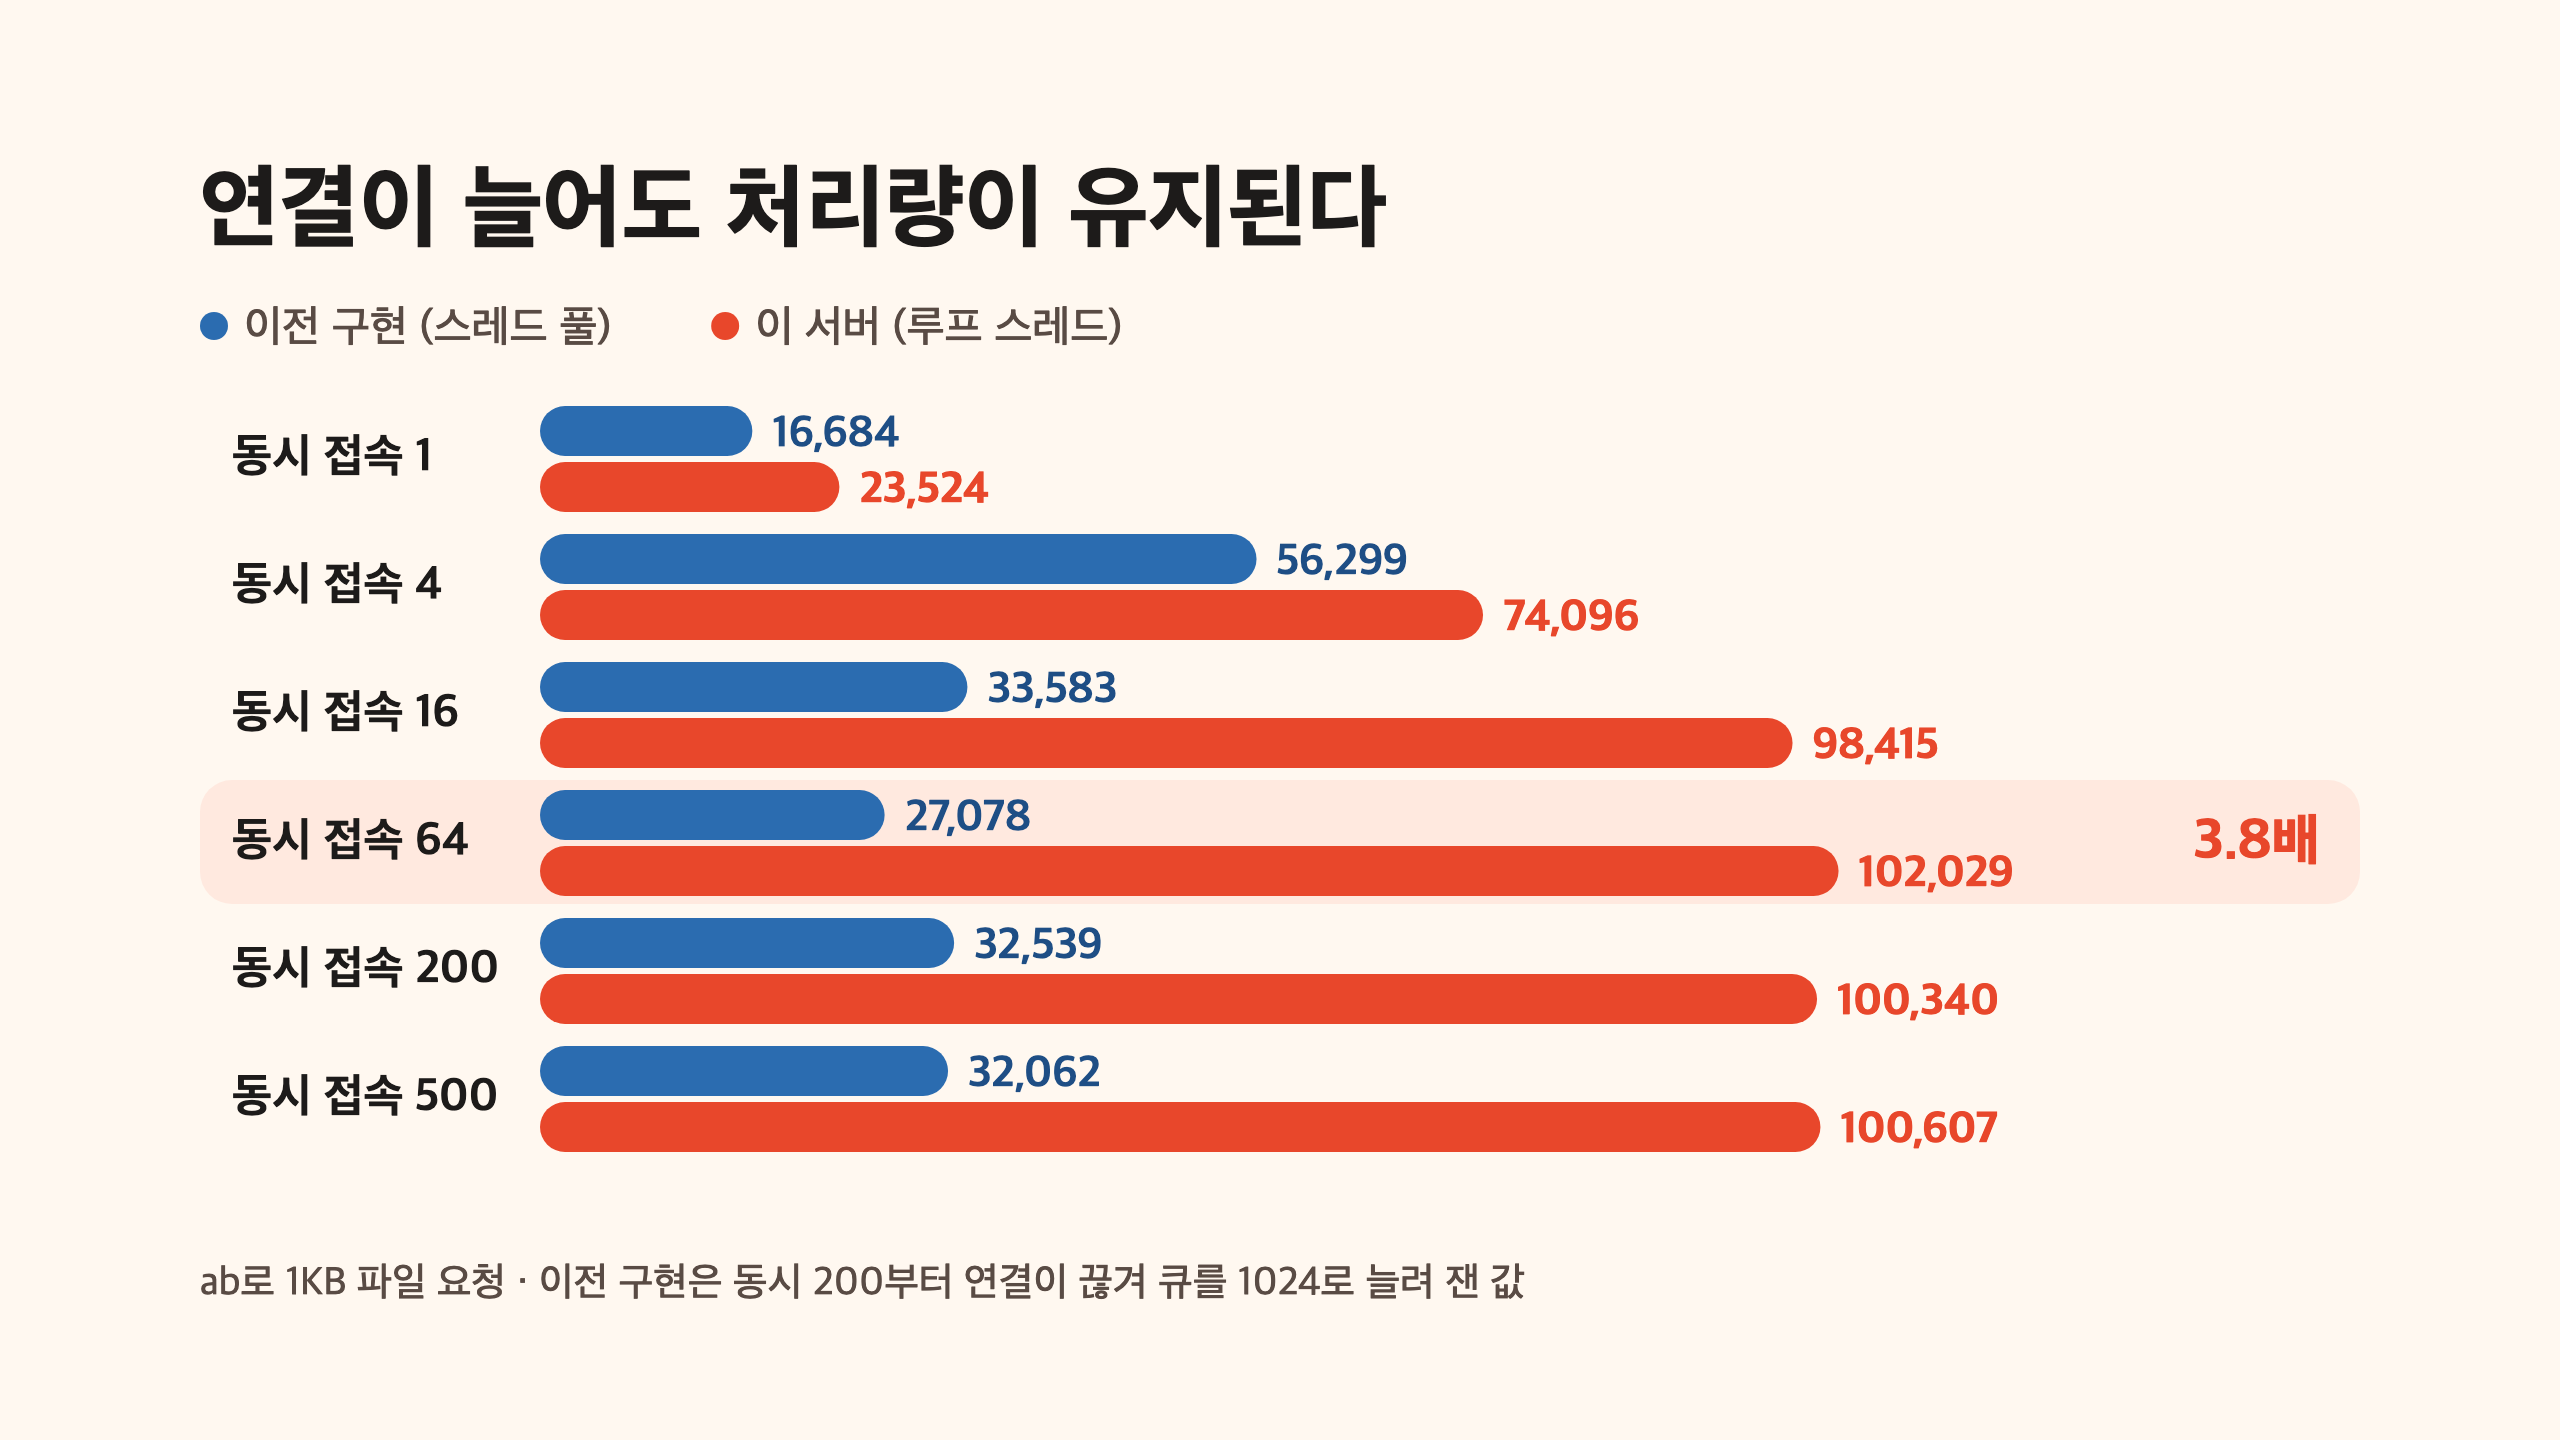 연결이 늘어도 처리량이 유지된다
이전 구현 (스레드 풀) 이 서버 (루프 스레드)
동시 접속 1
16,684
23,524
동시 접속 4
56,299
74,096
동시 접속 16
33,583
98,415
동시 접속 64
27,078
102,029
3.8배
동시 접속 200
32,539
100,340
동시 접속 500
32,062
100,607
ab로 1KB 파일 요청 · 이전 구현은 동시 200부터 연결이 끊겨 큐를 1024로 늘려 잰 값